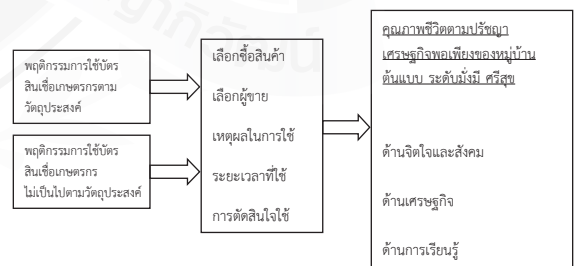 พฤติกรรมการใช้บัตร
สินเชื่อเกษตรกรตาม
วัตถุประสงค์
พฤติกรรมการใช้บัตร
สินเชื่อเกษตรกร
ไม่เป็นไปตามวัตถุประสงค์
เลือกซื้อสินค้า
เลือกผู้ขาย
เหตุผลในการใช้
ระยะเวลาที่ใช้
การตัดสินใจใช้
คุณภาพชีวิตตามปรัชญา
เศรษฐกิจพอเพียงของหมู่บ้าน
ต้นแบบ ระดับมั่งมี ศรีสุข
ด้านจิตใจและสังคม
ด้านเศรษฐกิจ
ด้านการเรียนรู้